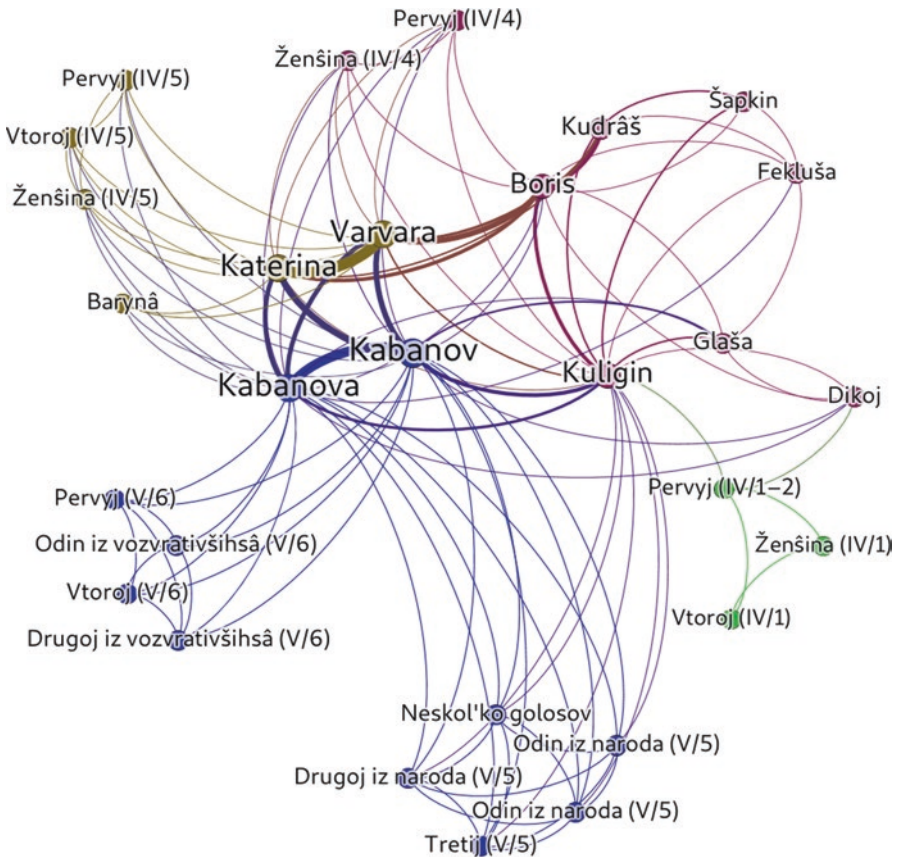 Pervyj (IV/4)
Ženŝina (IV/4)
Pervyj (IV/5)
Šapkin
Kudrâš
Vtoroj (IV/5)
Fekluša
Boris
Ženŝina (IV/5)
Varvara
Katerina
Barynâ
Glaša
Kabanov
Kuligin
Kabanova
Dikoj
Pervyj (IV/1–2)
Pervyj (V/6)
Odin iz vozvrativšihsâ (V/6)
Ženŝina (IV/1)
Vtoroj (V/6)
Vtoroj (IV/1)
Drugoj iz vozvrativšihsâ (V/6)
Neskol'ko golosov
Odin iz naroda (V/5)
Drugoj iz naroda (V/5)
Odin iz naroda (V/5)
Tretij (V/5)